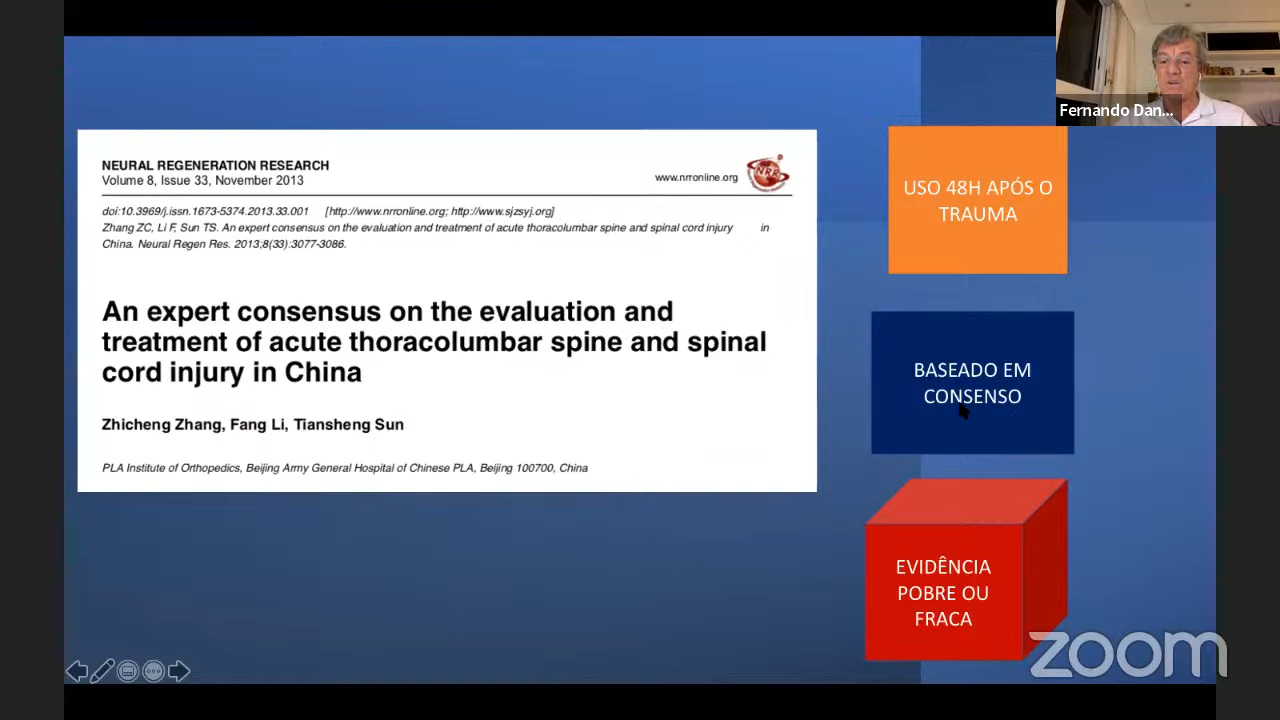 Fernando Dan...
NEURAL REGENERATION RESEARCH
Volume 8, Issue 33, November 2013
www.nrronline.org
NRR
doi:10.3969/j.issn.1673-5374.2013.33.001 [http://www.nrronline.org; http://www.sjzsyj.org]
Zhang ZC, Li F, Sun TS. An expert consensus on the evaluation and treatment of acute thoracolumbar spine and spinal cord injury in
China. Neural Regen Res. 2013;8(33):3077-3086.
An expert consensus on the evaluation and
treatment of acute thoracolumbar spine and spinal
cord injury in China
Zhicheng Zhang, Fang Li, Tiansheng Sun
PLA Institute of Orthopedics, Beijing Army General Hospital of Chinese PLA, Beijing 100700, China
USO 48H APÓS O
TRAUMA
BASEADO EM
CONSENSO
EVIDÊNCIA
POBRE OU
FRACA
zoom